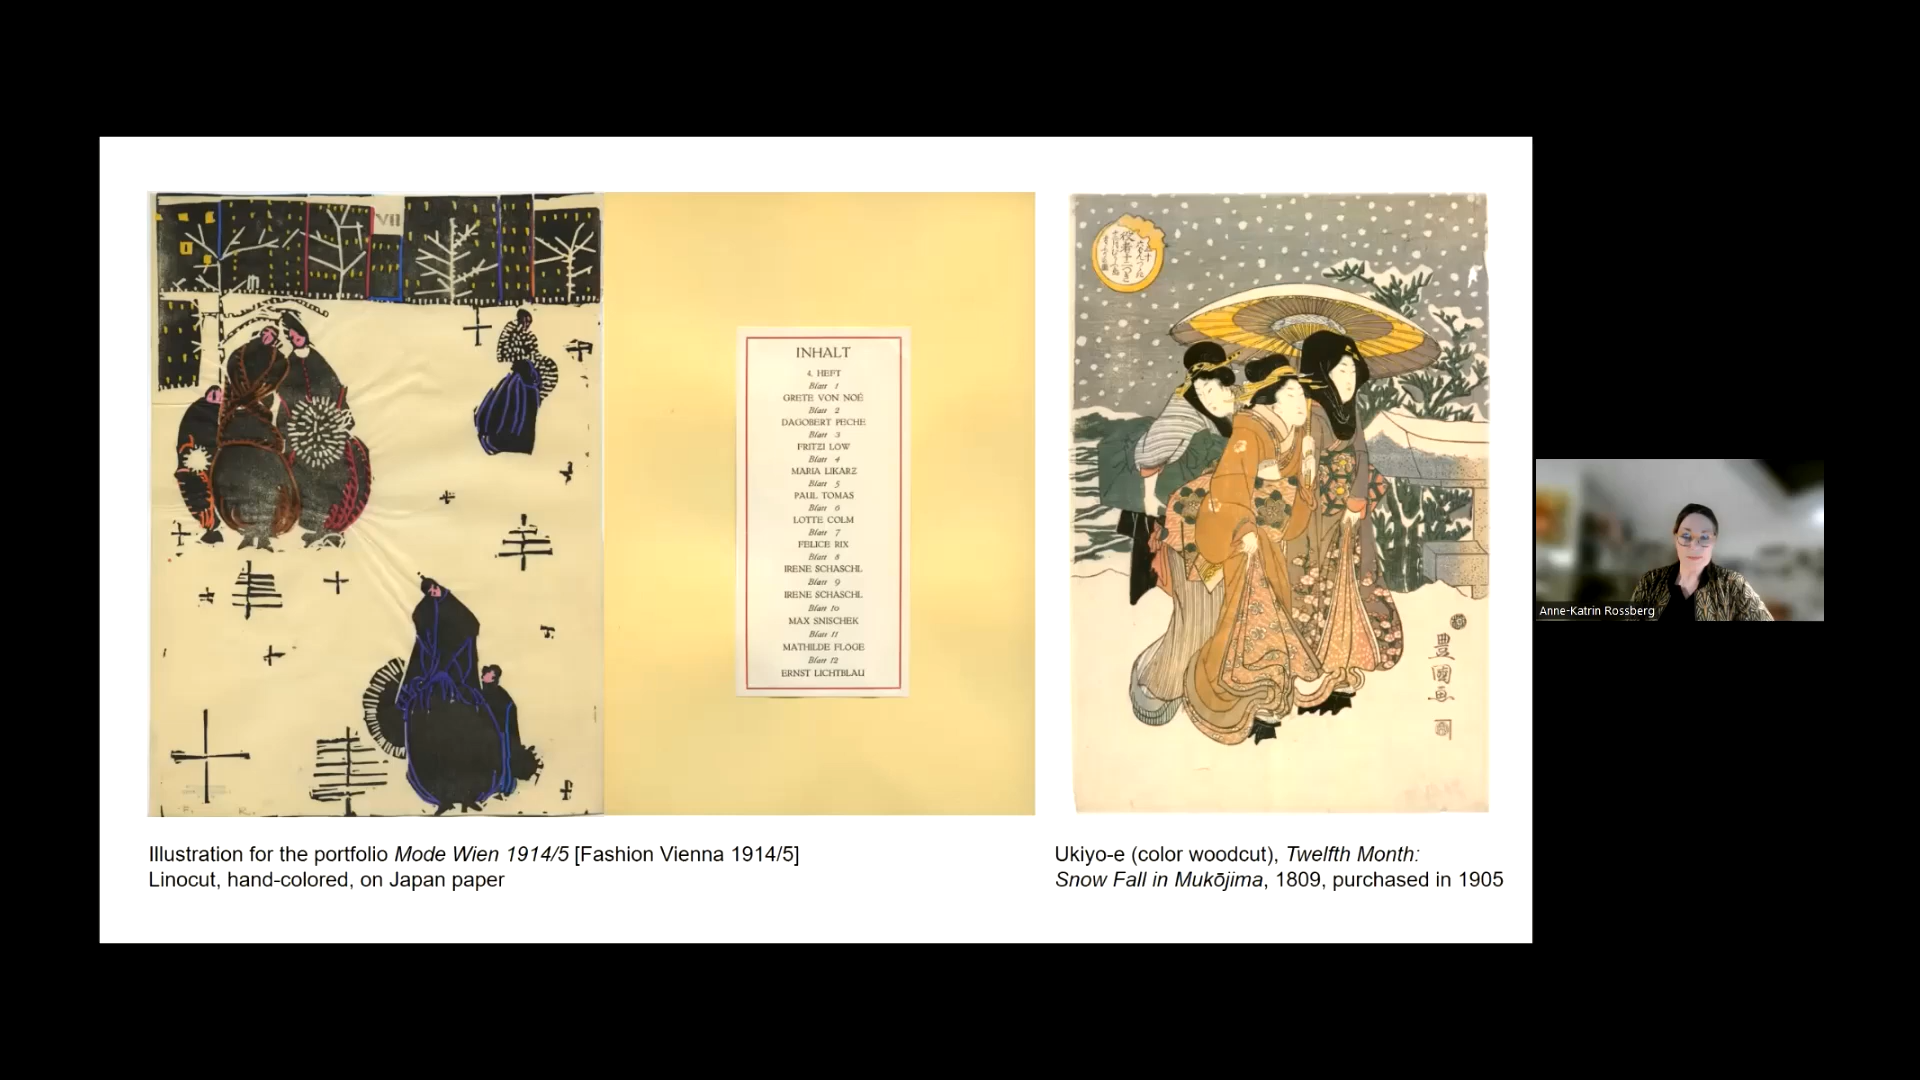 VII
F. R.
INHALT
4. HEFT
Blatt 1
GRETE VON NOÉ
Blatt 2
DAGOBERT PECHE
Blatt 3
FRITZI LÖW
Blatt 4
MARIA LIKARZ
Blatt 5
PAUL TOMAS
Blatt 6
LOTTE COLM
Blatt 7
FELICE RIX
Blatt 8
IRENE SCHASCHL
Blatt 9
IRENE SCHASCHL
Blatt 10
MAX SNISCHEK
Blatt 11
MATHILDE FLÖGE
Blatt 12
ERNST LICHTBLAU
豊
國
画
Illustration for the portfolio Mode Wien 1914/5 [Fashion Vienna 1914/5]
Linocut, hand-colored, on Japan paper
Ukiyo-e (color woodcut), Twelfth Month:
Snow Fall in Mukōjima, 1809, purchased in 1905
Anne-Katrin Rossberg